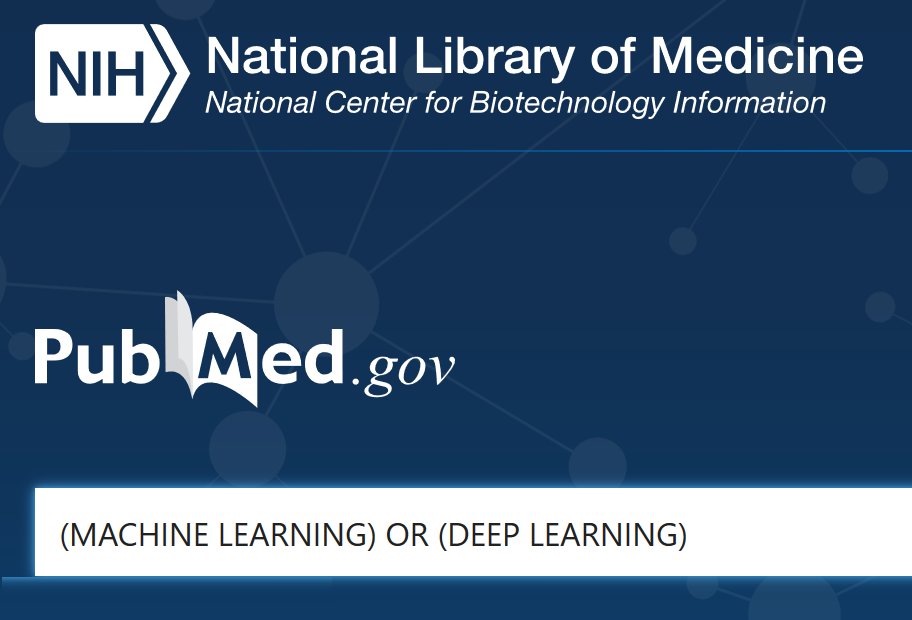 NIH National Library of Medicine
National Center for Biotechnology Information
PubMed.gov
(MACHINE LEARNING) OR (DEEP LEARNING)